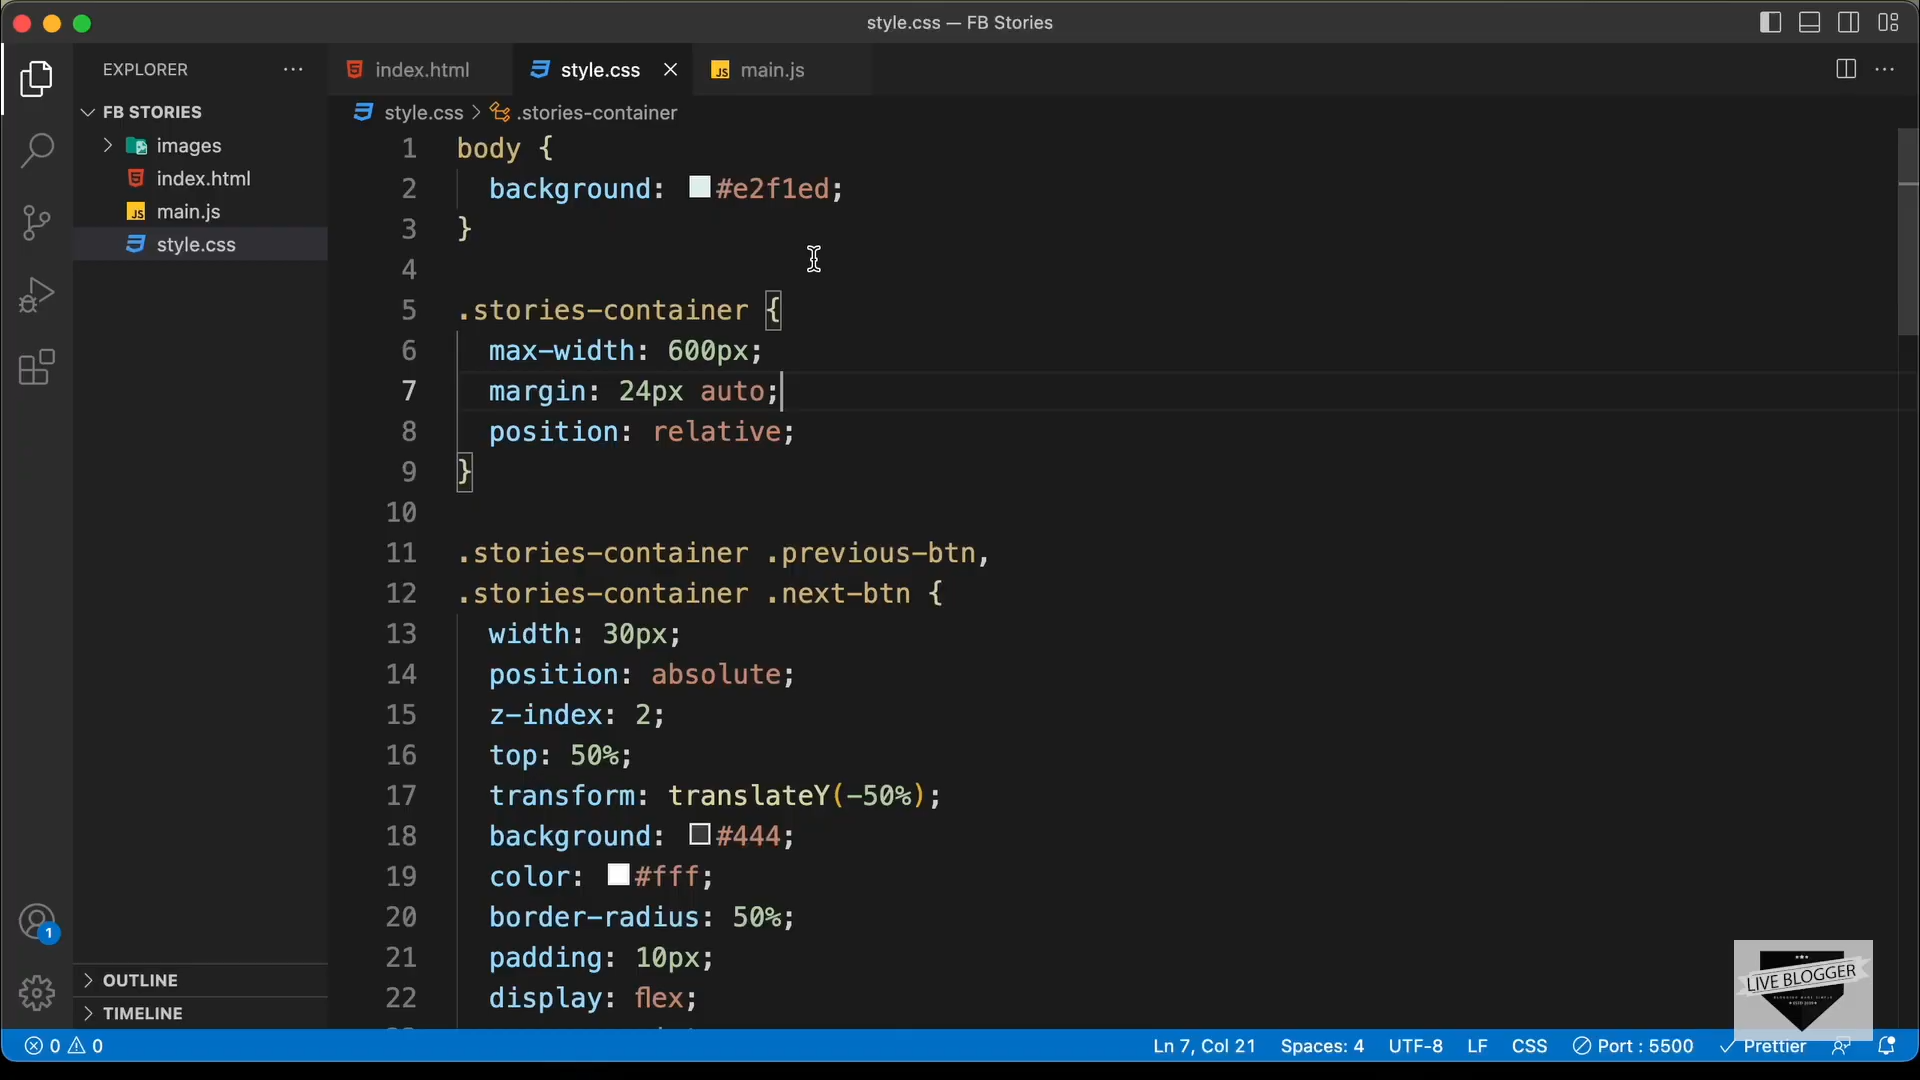 style.css — FB Stories
EXPLORER
index.html
style.css
main.js
FB STORIES
style.css > .stories-container
images
index.html
main.js
style.css
1 body {
2 background: #e2f1ed;
3 }
4
5 .stories-container {
6 max-width: 600px;
7 margin: 24px auto;
8 position: relative;
9 }
10
11 .stories-container .previous-btn,
12 .stories-container .next-btn {
13 width: 30px;
14 position: absolute;
15 z-index: 2;
16 top: 50%;
17 transform: translateY(-50%);
18 background: #444;
19 color: #fff;
20 border-radius: 50%;
21 padding: 10px;
22 display: flex;
1
OUTLINE
TIMELINE
LIVE BLOGGER
0 0
Ln 7, Col 21 Spaces: 4 UTF-8 LF CSS Port : 5500 Prettier